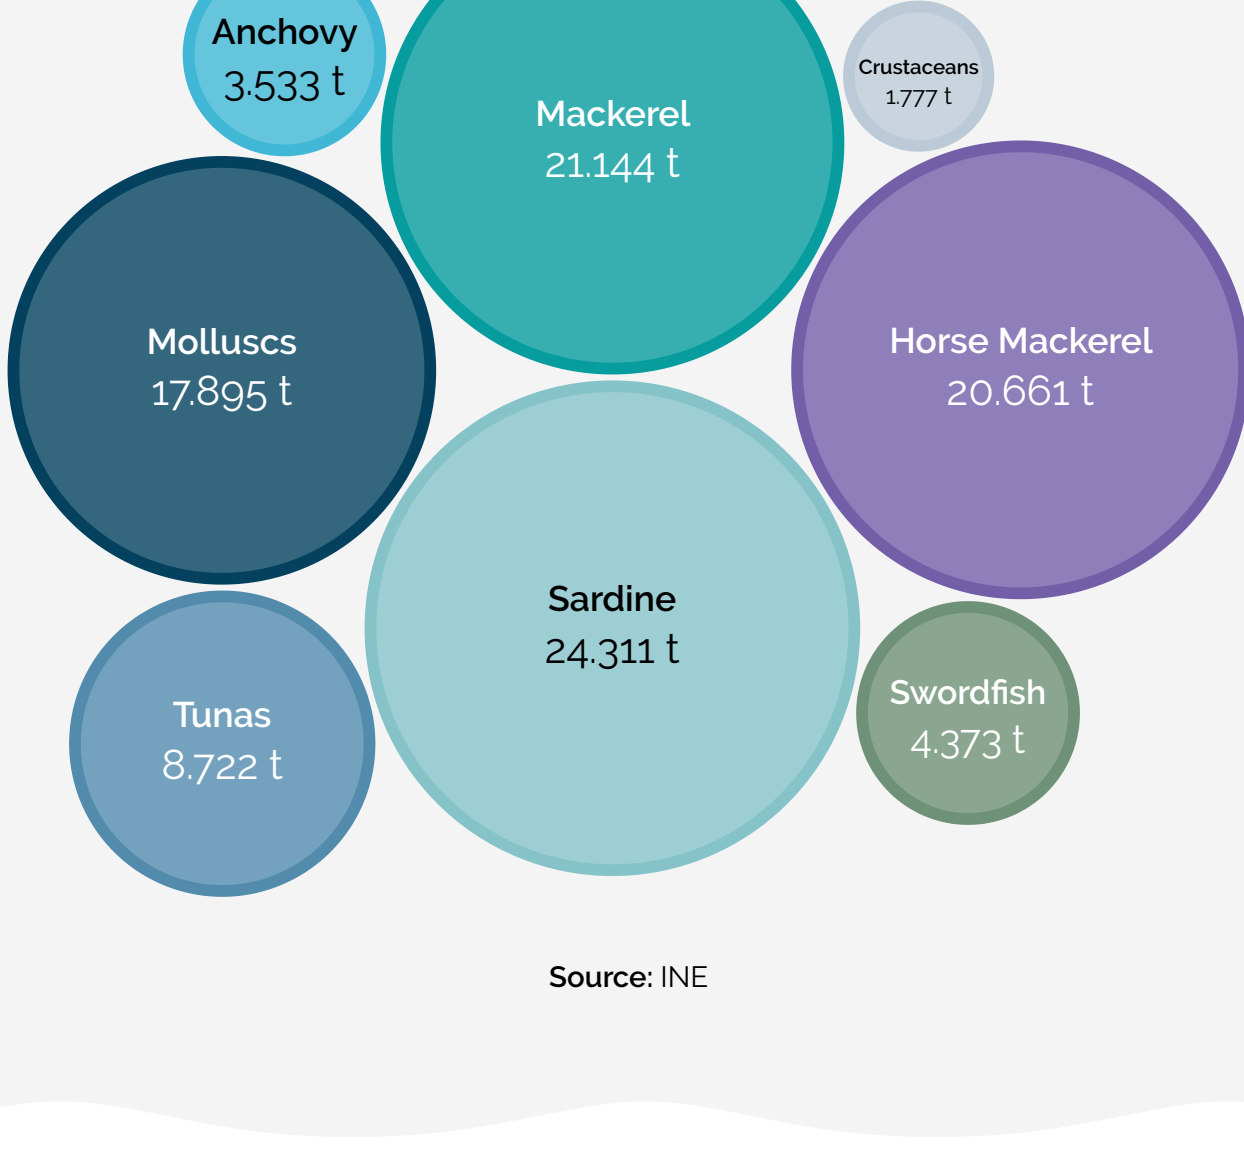 Anchovy
3.533 t
Mackerel
21.144 t
Crustaceans
1.777 t
Molluscs
17.895 t
Horse Mackerel
20.661 t
Sardine
24.311 t
Tunas
8.722 t
Swordfish
4.373 t
Source: INE